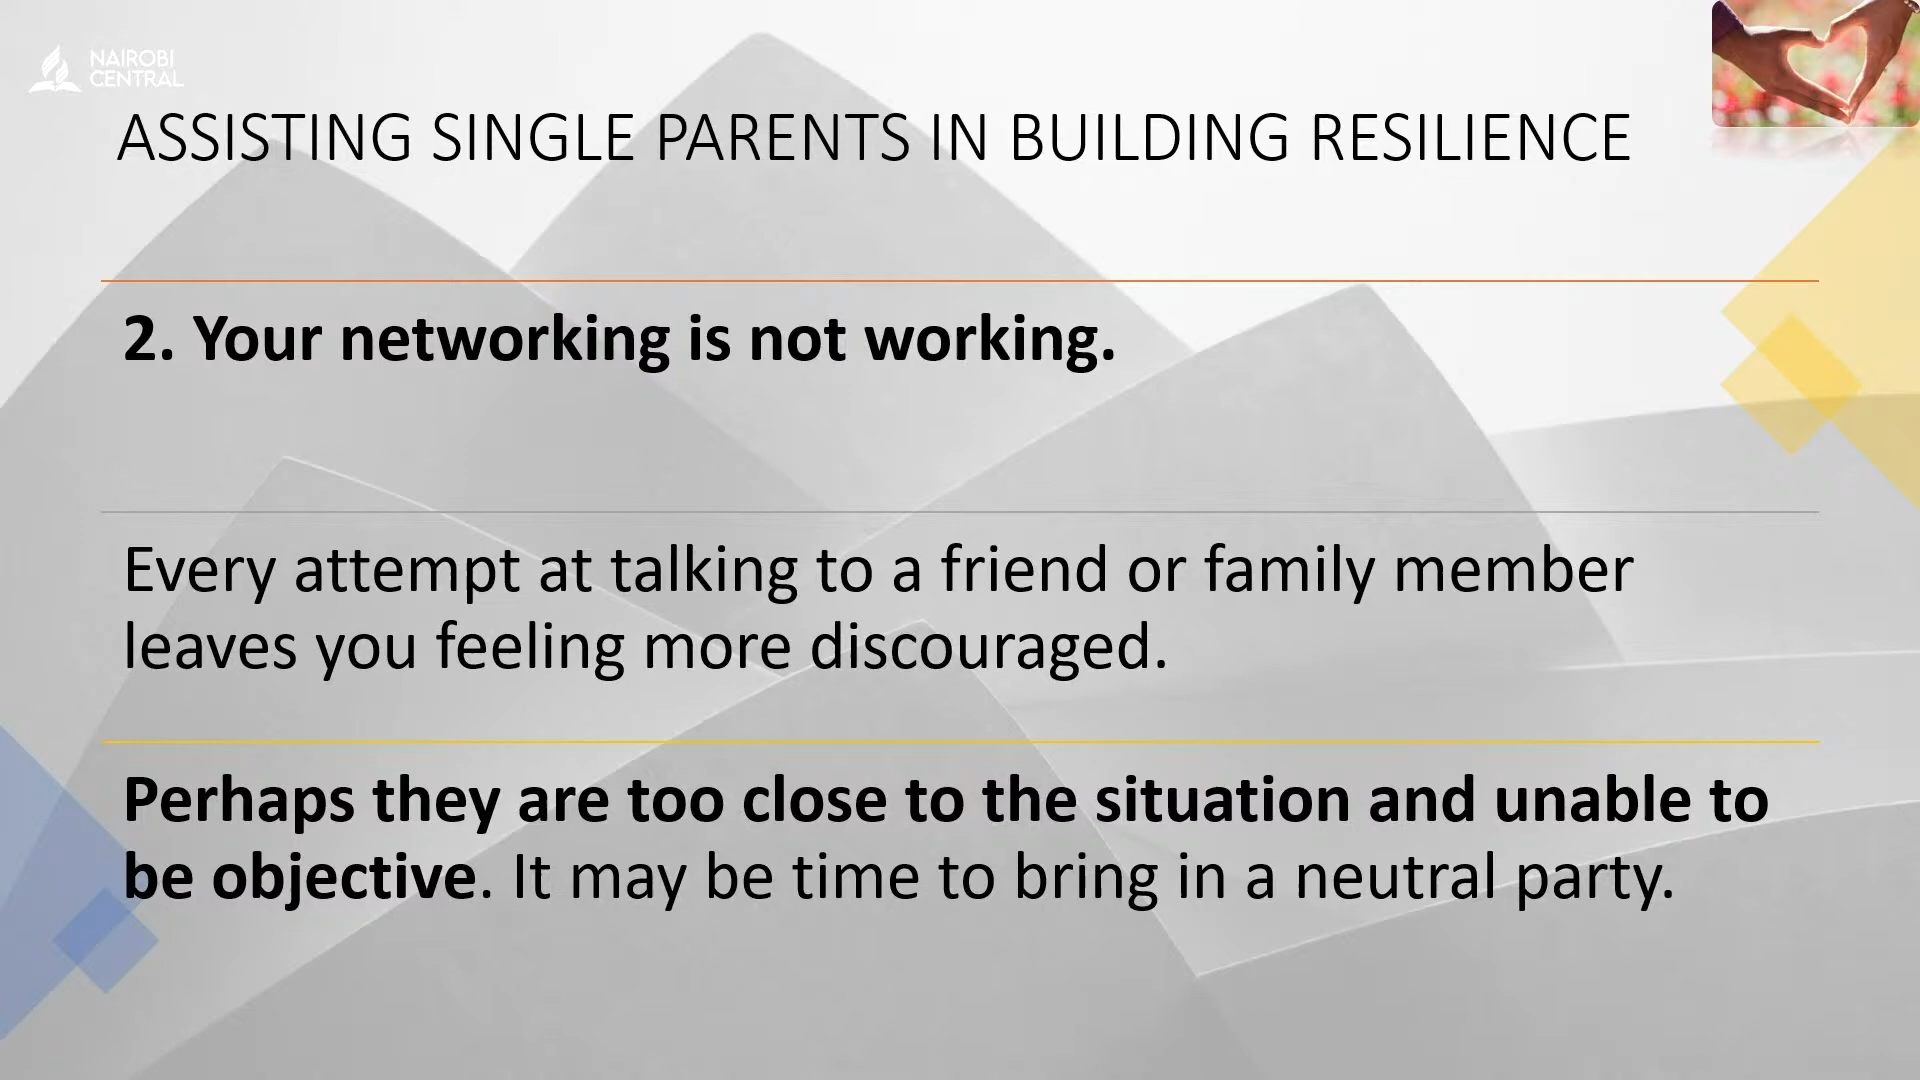 NAIROBI
CENTRAL
ASSISTING SINGLE PARENTS IN BUILDING RESILIENCE
2. Your networking is not working.
Every attempt at talking to a friend or family member
leaves you feeling more discouraged.
Perhaps they are too close to the situation and unable to
be objective. It may be time to bring in a neutral party.